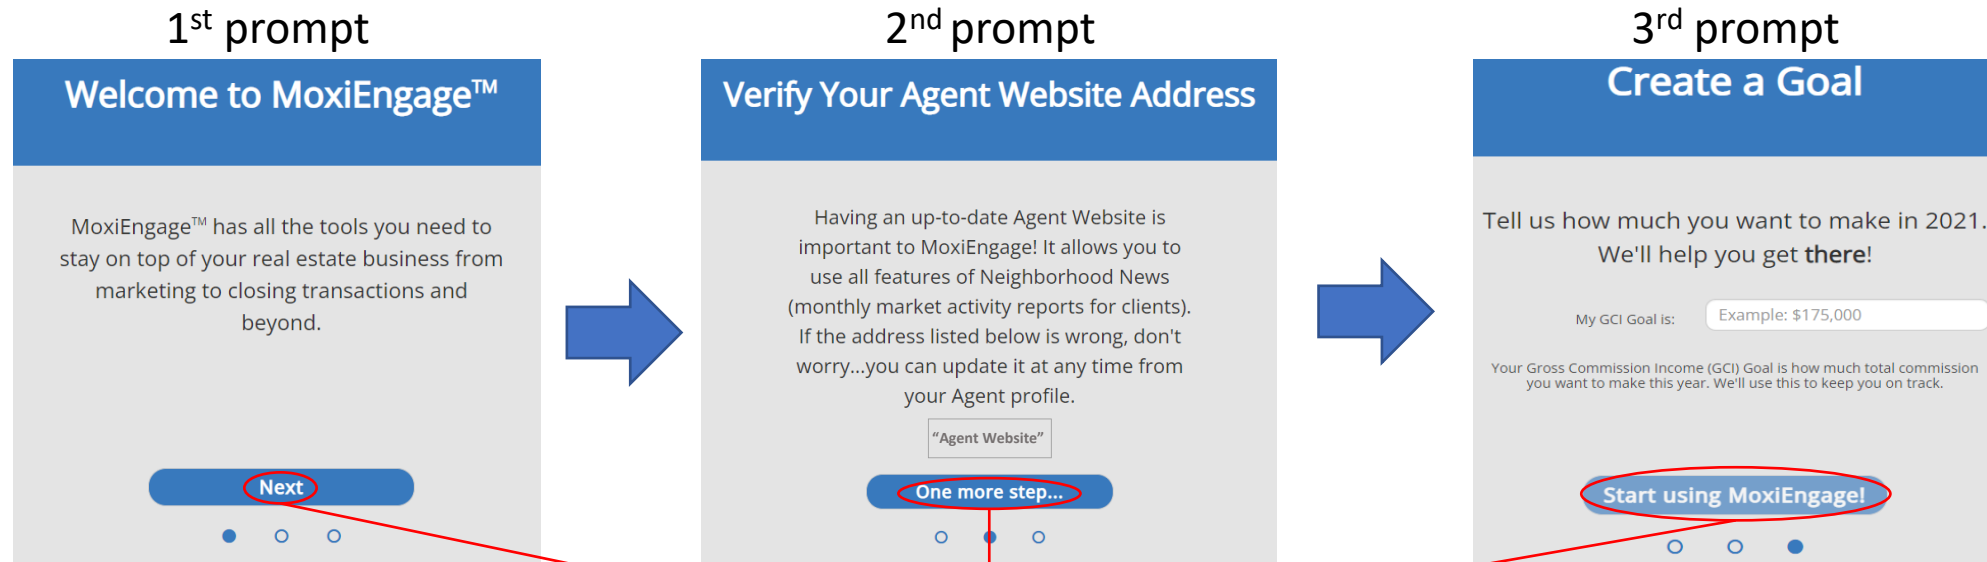 1st prompt
Welcome to MoxiEngage™
MoxiEngage™ has all the tools you need to
stay on top of your real estate business from
marketing to closing transactions and
beyond.
Next
2nd prompt
Verify Your Agent Website Address
Having an up-to-date Agent Website is
important to MoxiEngage! It allows you to
use all features of Neighborhood News
(monthly market activity reports for clients).
If the address listed below is wrong, don't
worry...you can update it at any time from
your Agent profile.
“Agent Website”
One more step...
3rd prompt
Create a Goal
Tell us how much you want to make in 2021.
We'll help you get there!
My GCI Goal is: Example: $175,000
Your Gross Commission Income (GCI) Goal is how much total commission
you want to make this year. We'll use this to keep you on track.
Start using MoxiEngage!